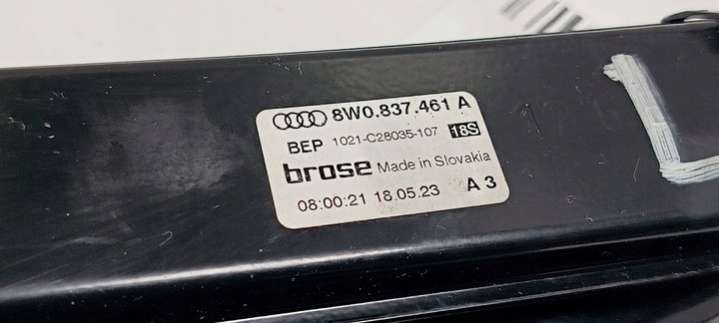 8W0.837.461 A
BEP 1021-C28035-107 18S
brose Made in Slovakia
08:00:21 18.05.23 A 3
L